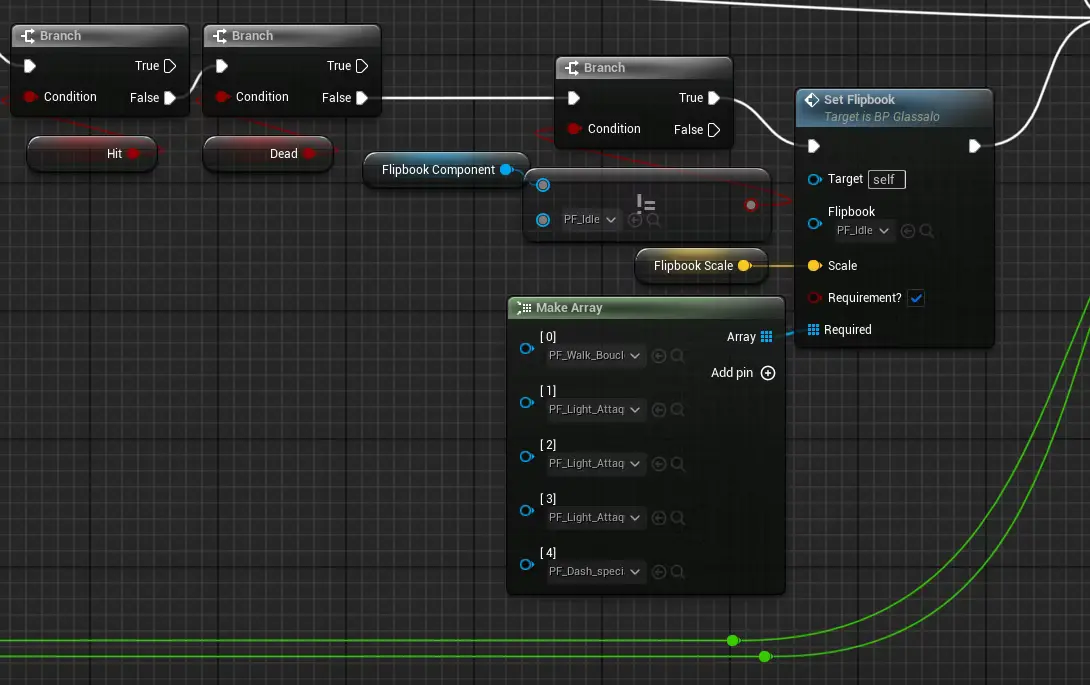 Branch
True
Condition
False
Hit
Branch
True
Condition
False
Dead
Branch
True
Condition
False
Flipbook Component
!=
PF_Idle
Flipbook Scale
Set Flipbook
Target is BP Glassalo
Target self
Flipbook
PF_Idle
Scale
Requirement?
Required
Make Array
[0]
PF_Walk_Boucl
Array
Add pin
[1]
PF_Light_Attaq
[2]
PF_Light_Attaq
[3]
PF_Light_Attaq
[4]
PF_Dash_speci